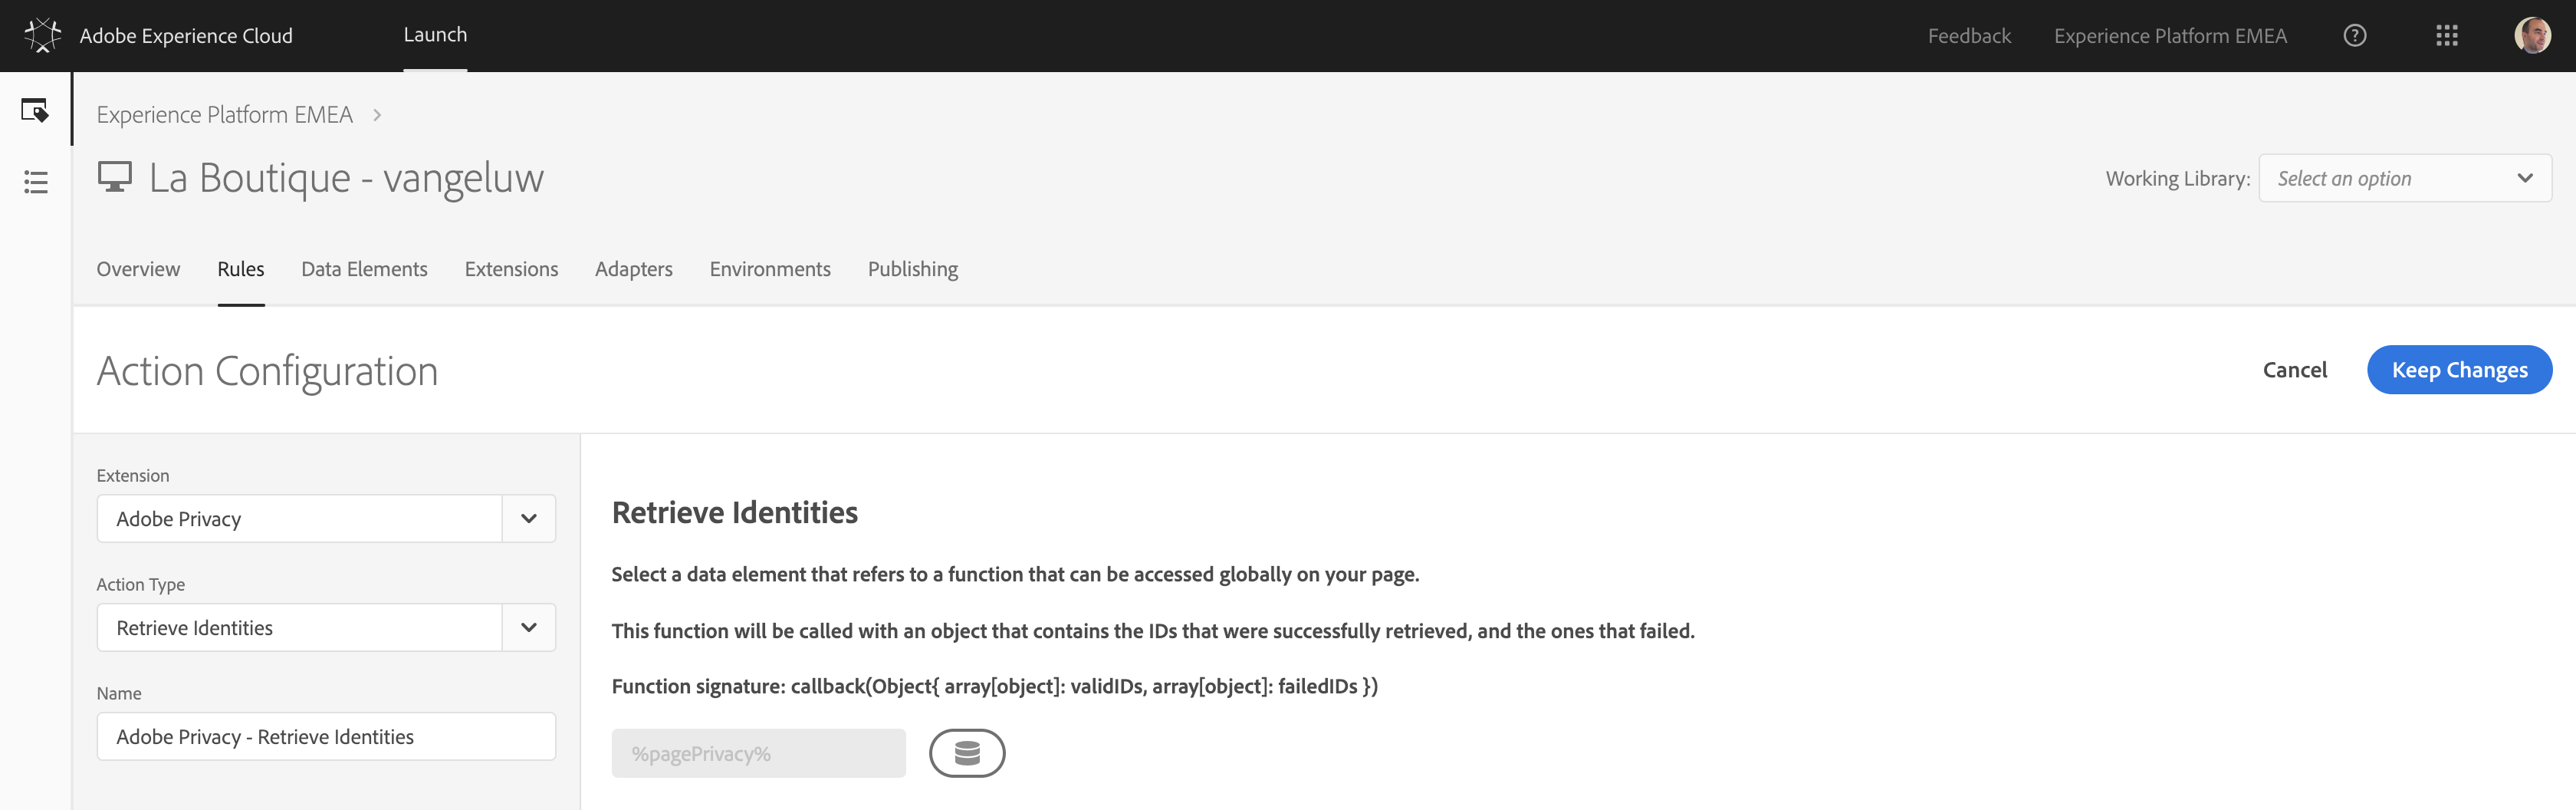 Adobe Experience Cloud
Launch
Feedback
Experience Platform EMEA
?
Experience Platform EMEA >
La Boutique - vangeluw
Working Library: Select an option
Overview Rules Data Elements Extensions Adapters Environments Publishing
Action Configuration
Cancel
Keep Changes
Extension
Adobe Privacy
Action Type
Retrieve Identities
Name
Adobe Privacy - Retrieve Identities
Retrieve Identities
Select a data element that refers to a function that can be accessed globally on your page.
This function will be called with an object that contains the IDs that were successfully retrieved, and the ones that failed.
Function signature: callback(Object{ array[object]: validIDs, array[object]: failedIDs })
%pagePrivacy%